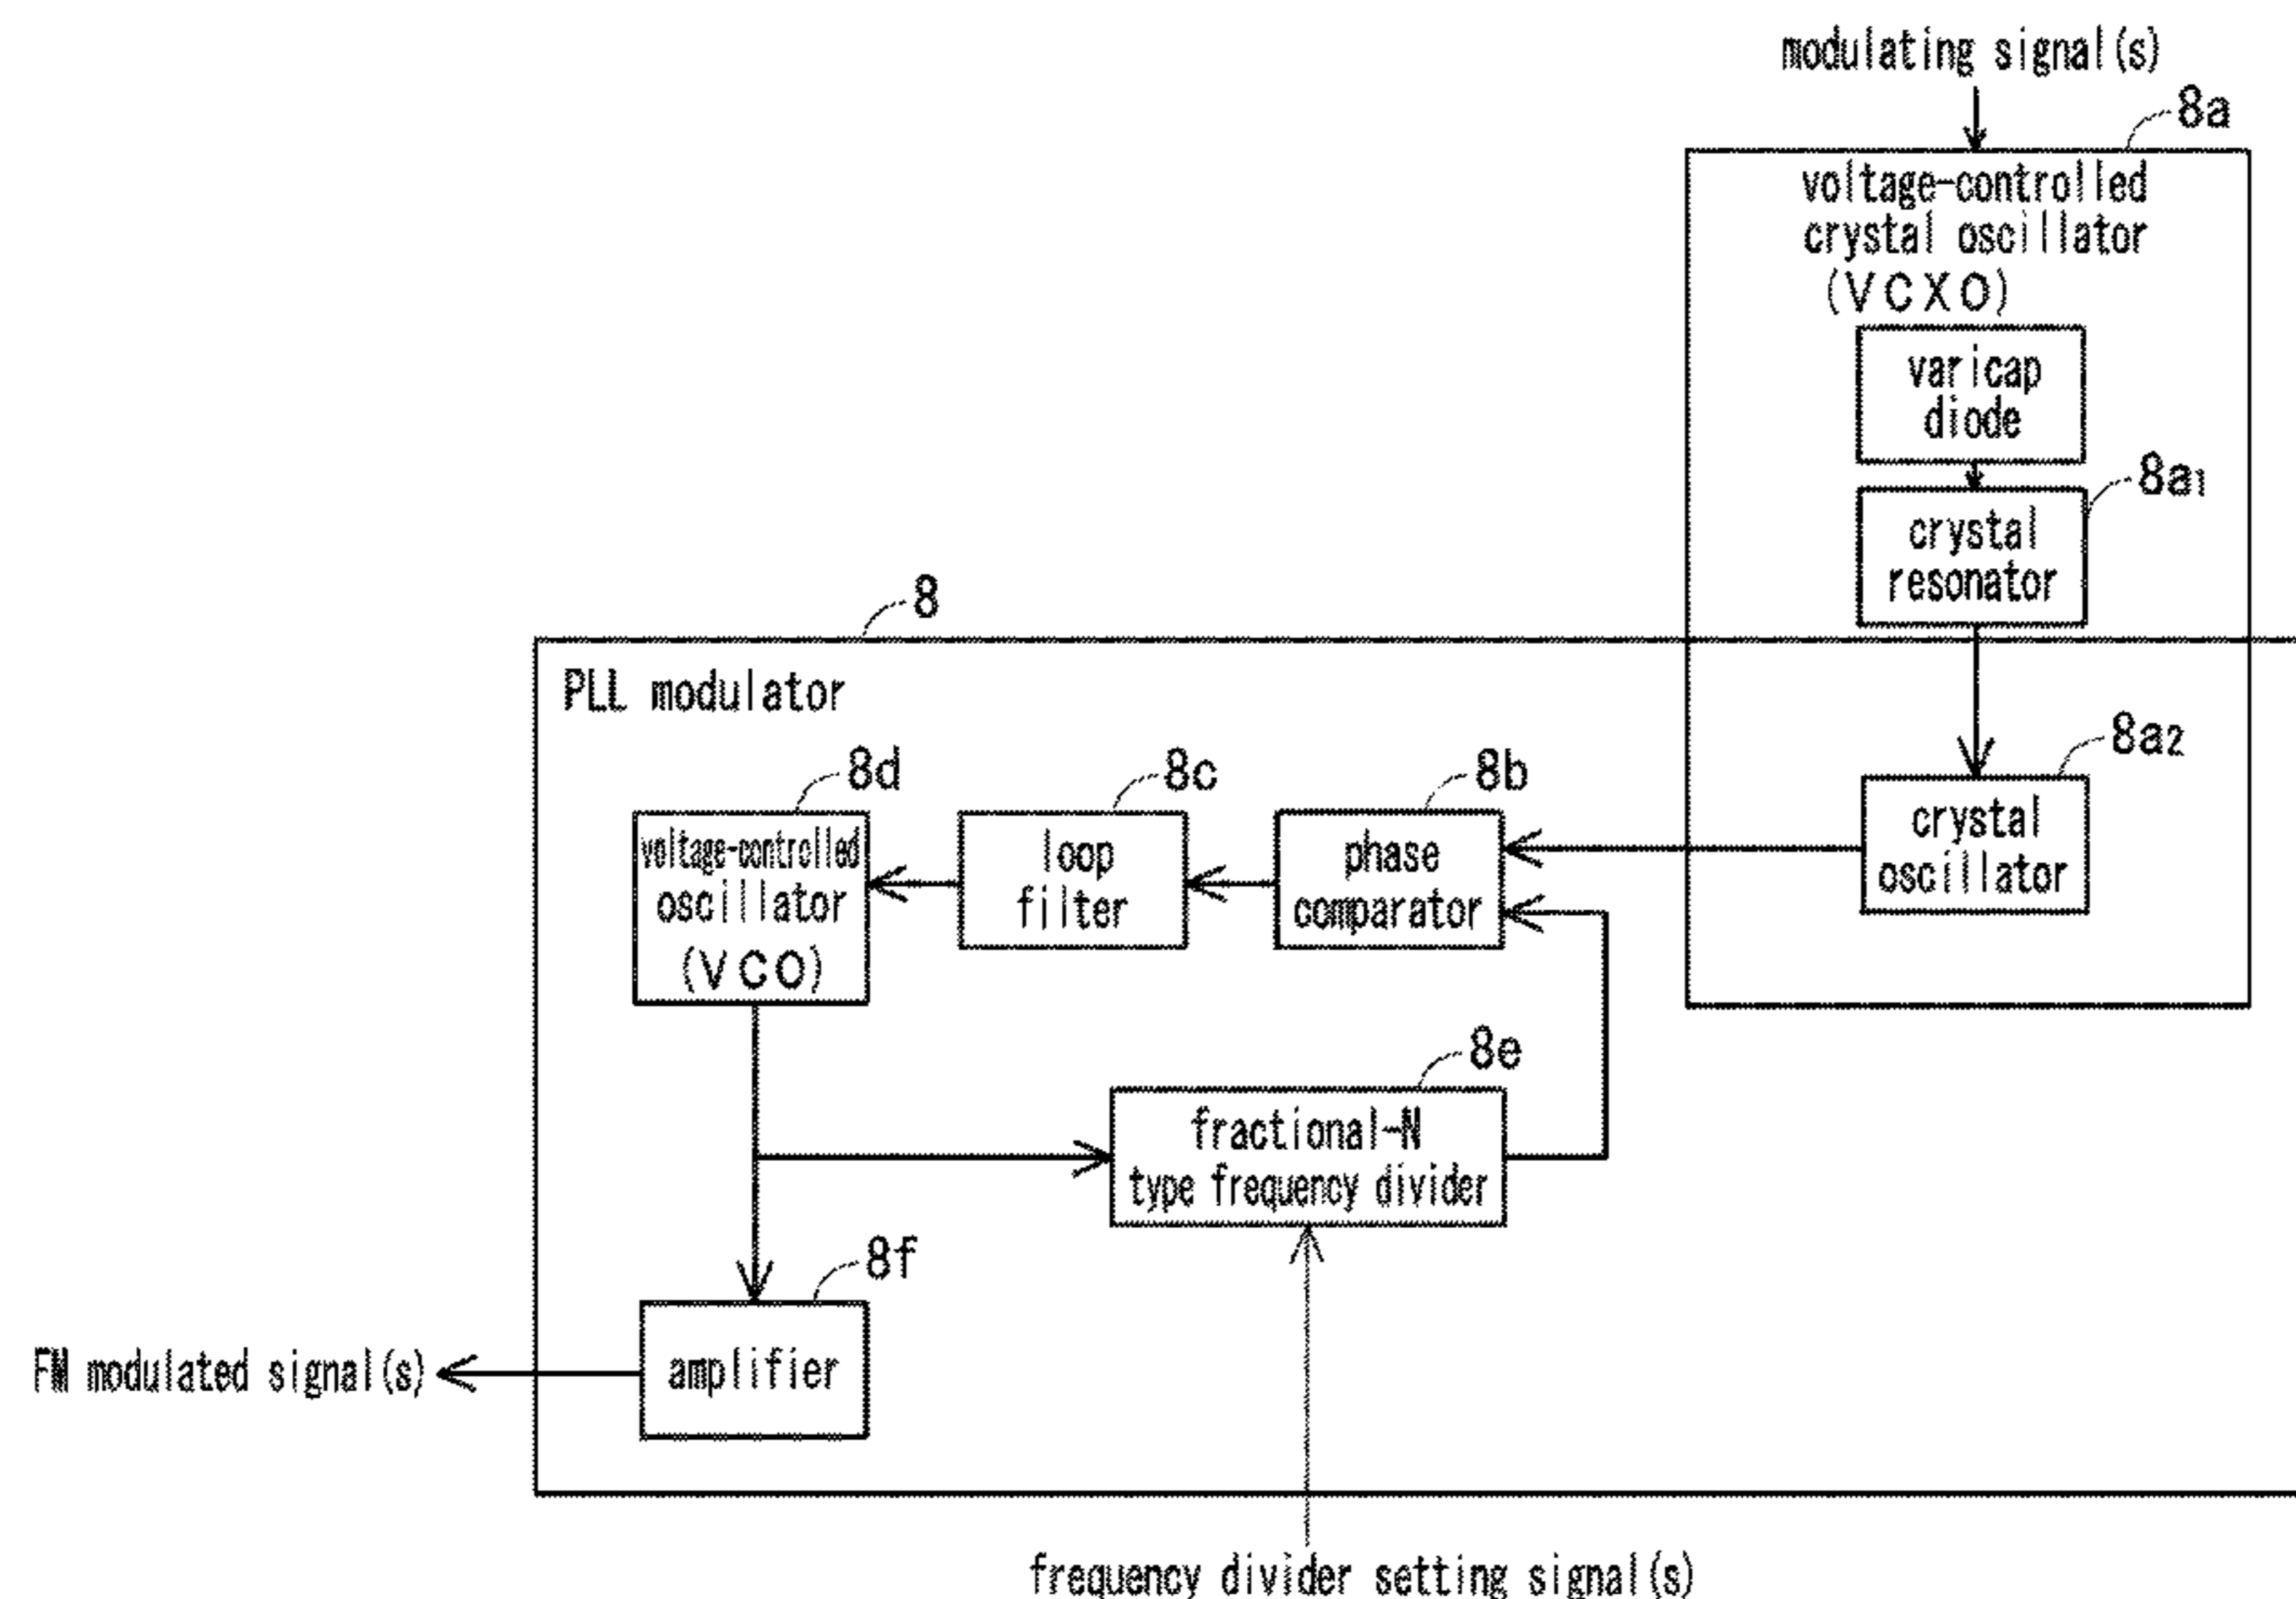 modulating signal(s)
8a
voltage-controlled
crystal oscillator
(VCXO)
varicap
diode
8a1
crystal
resonator
8
PLL modulator
8a2
crystal
oscillator
8d
voltage-controlled
oscillator
(VCO)
8c
loop
filter
8b
phase
comparator
8e
fractional-N
type frequency divider
8f
amplifier
FM modulated signal(s)
frequency divider setting signal(s)